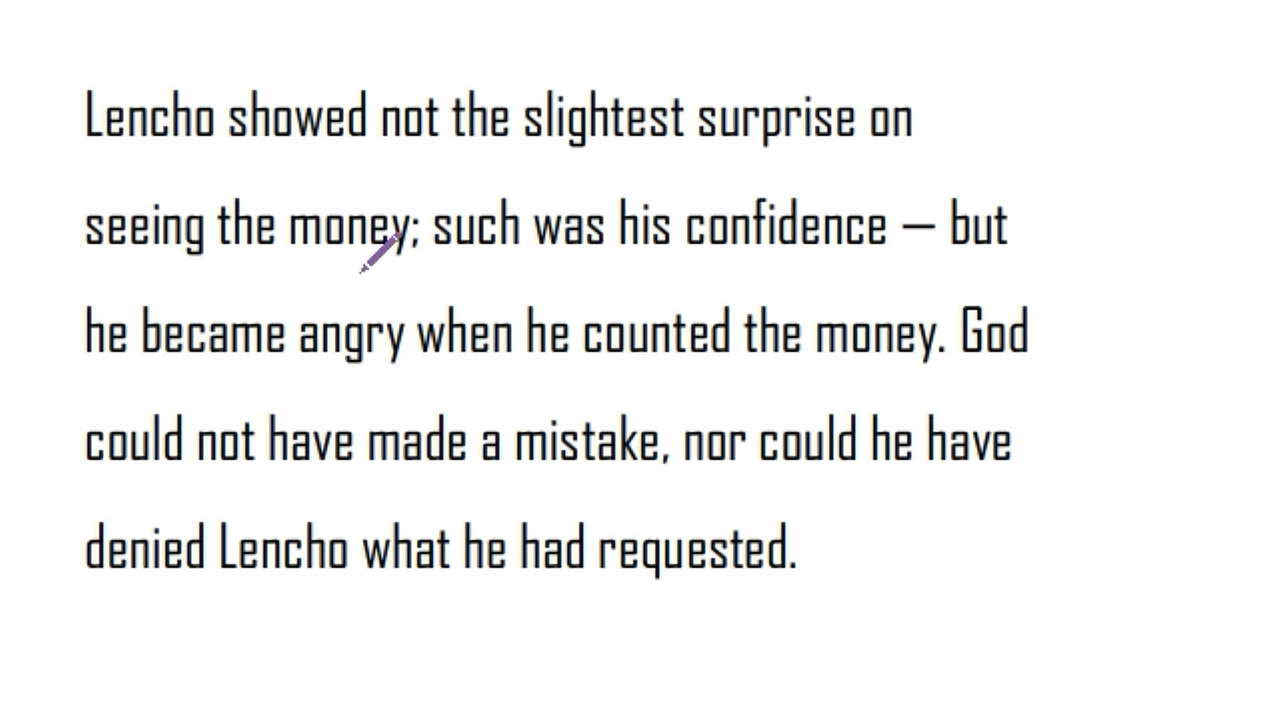 Lencho showed not the slightest surprise on
seeing the money; such was his confidence — but
he became angry when he counted the money. God
could not have made a mistake, nor could he have
denied Lencho what he had requested.